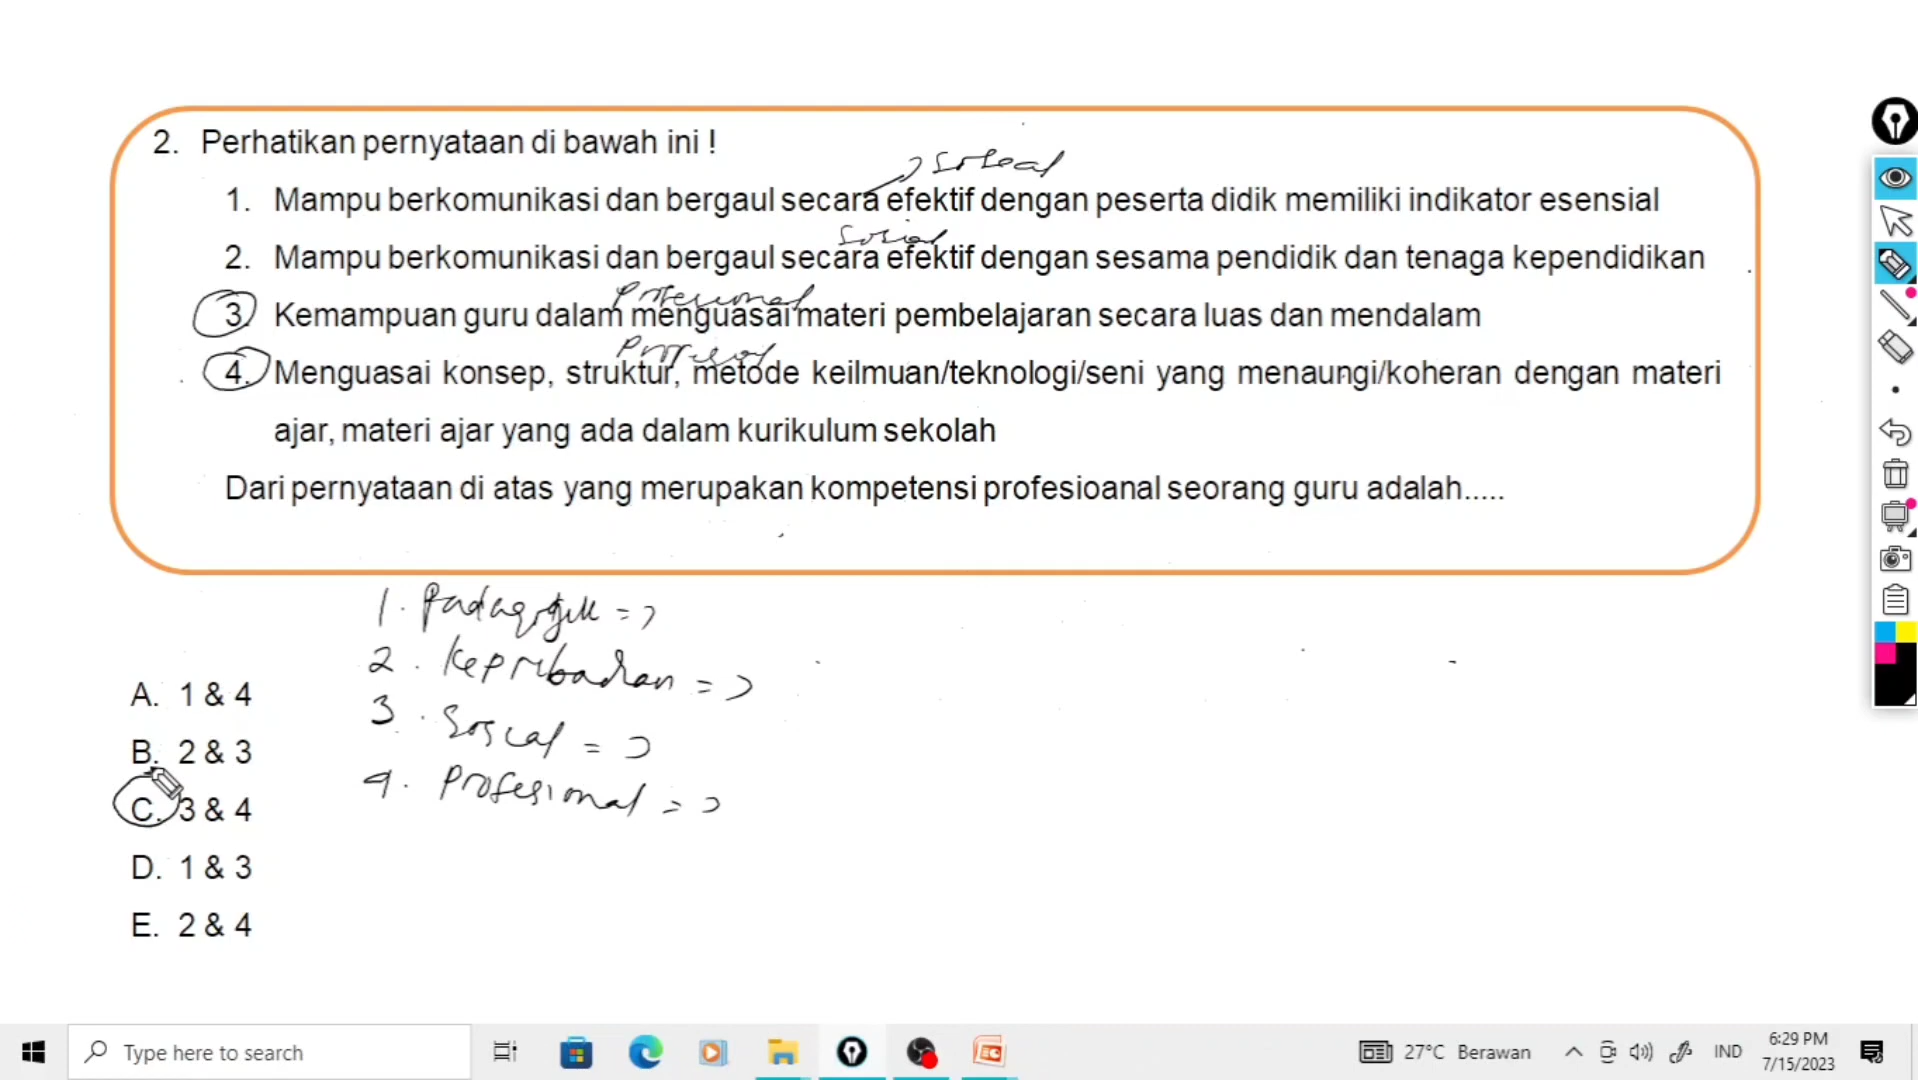 2. Perhatikan pernyataan di bawah ini !
sosial
1. Mampu berkomunikasi dan bergaul secara efektif dengan peserta didik memiliki indikator esensial
sosial
2. Mampu berkomunikasi dan bergaul secara efektif dengan sesama pendidik dan tenaga kependidikan
Profesional
3. Kemampuan guru dalam menguasai materi pembelajaran secara luas dan mendalam
4. Menguasai konsep, struktur, metode keilmuan/teknologi/seni yang menaungi/koheran dengan materi
ajar, materi ajar yang ada dalam kurikulum sekolah
Dari pernyataan di atas yang merupakan kompetensi profesioanal seorang guru adalah.....
1. Padagogik =>
2. Kepribadian =>
3. Sosial =>
4. Profesional =>
A. 1 & 4
B. 2 & 3
C. 3 & 4
D. 1 & 3
E. 2 & 4
Type here to search
27°C Berawan
IND
6:29 PM
7/15/2023